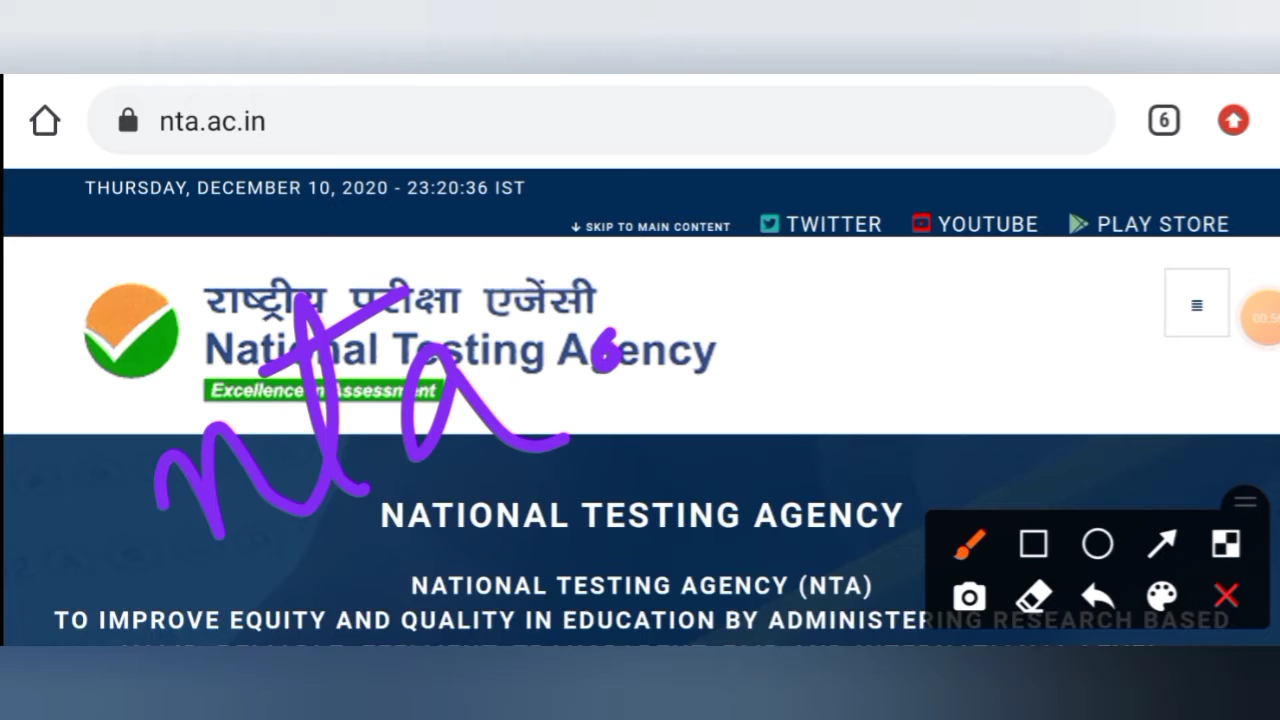 nta.ac.in
6
THURSDAY, DECEMBER 10, 2020 - 23:20:36 IST
↓ SKIP TO MAIN CONTENT TWITTER YOUTUBE PLAY STORE
राष्ट्रीय परीक्षा एजेंसी
National Testing Agency
Excellence in Assessment
nta
NATIONAL TESTING AGENCY
NATIONAL TESTING AGENCY (NTA)
TO IMPROVE EQUITY AND QUALITY IN EDUCATION BY ADMINISTERING RESEARCH BASED